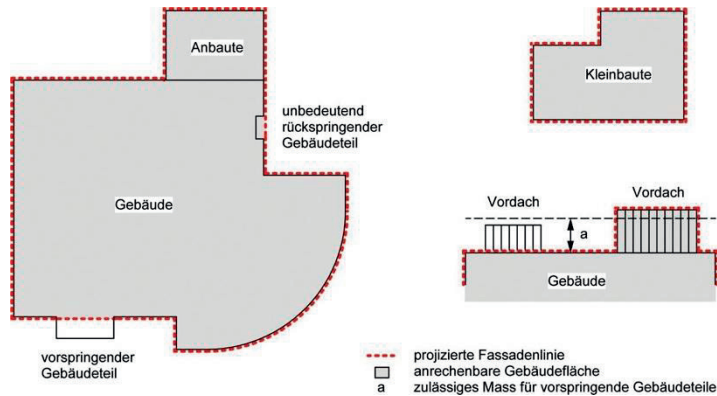 Anbaute
Kleinbaute
unbedeutend
rückspringender
Gebäudeteil
Gebäude
Vordach
Vordach
a
Gebäude
vorspringender
Gebäudeteil
projizierte Fassadenlinie
anrechenbare Gebäudefläche
a zulässiges Mass für vorspringende Gebäudeteile